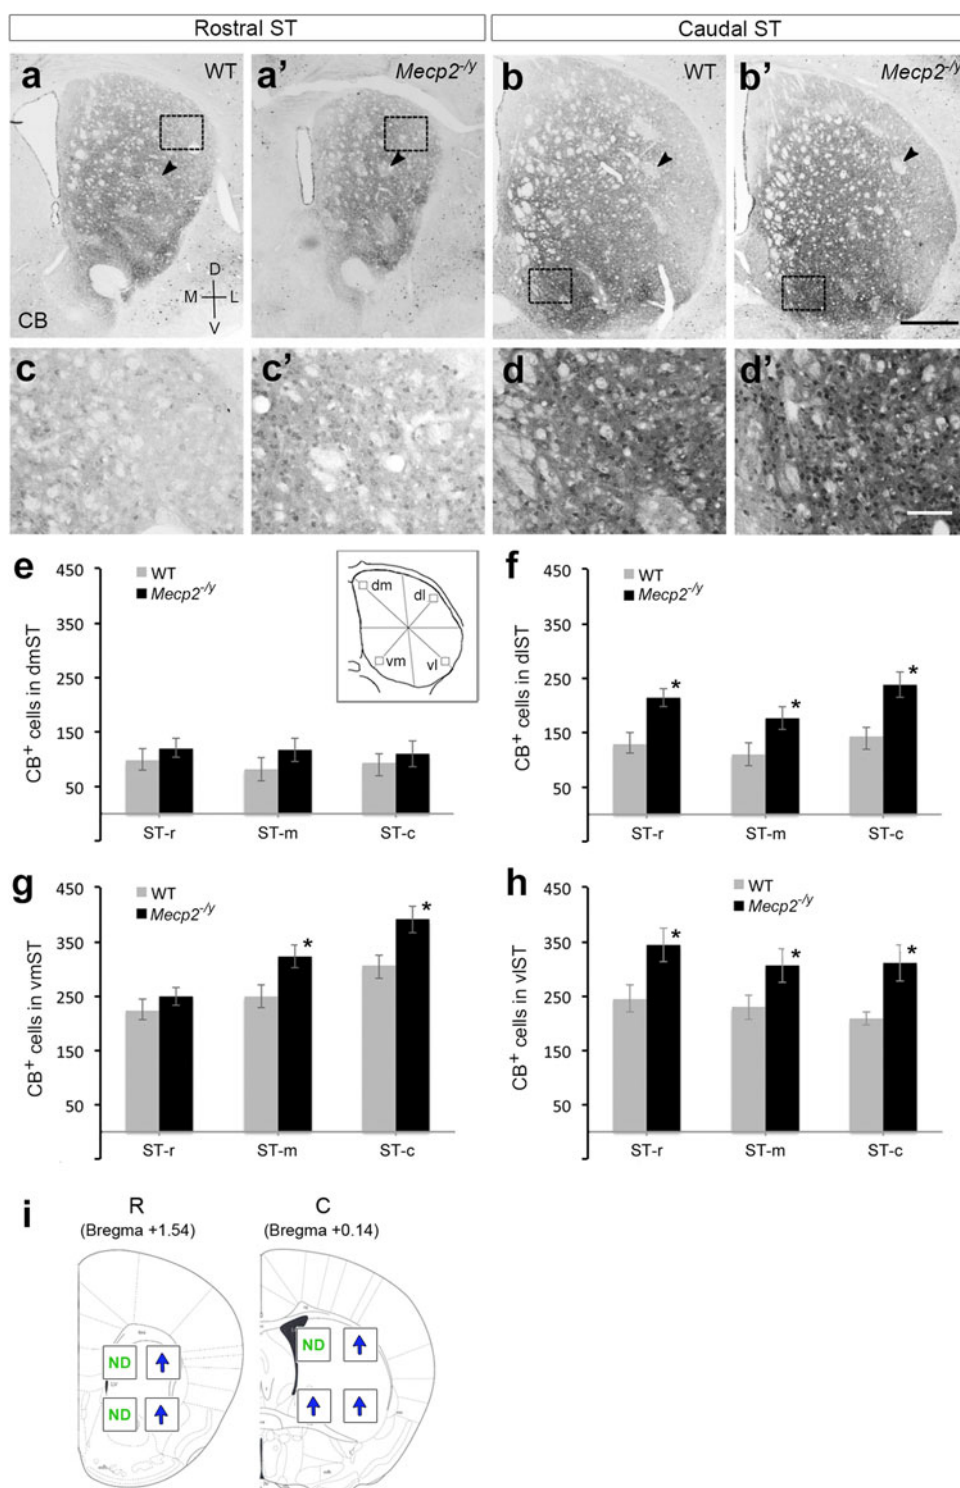 Rostral ST
Caudal ST
a WT
a' Mecp2-/y
b WT
b' Mecp2-/y
D
M L
V
CB
c
c'
d
d'
e
450
350
250
150
50
CB+ cells in dmST
WT
Mecp2-/y
dm
dl
vm
vl
ST-r
ST-m
ST-c
f
450
350
250
150
50
CB+ cells in dlST
WT
Mecp2-/y
*
*
*
ST-r
ST-m
ST-c
g
450
350
250
150
50
CB+ cells in vmST
WT
Mecp2-/y
*
*
ST-r
ST-m
ST-c
h
450
350
250
150
50
CB+ cells in vlST
WT
Mecp2-/y
*
*
*
ST-r
ST-m
ST-c
i
R
(Bregma +1.54)
ND
ND
C
(Bregma +0.14)
ND